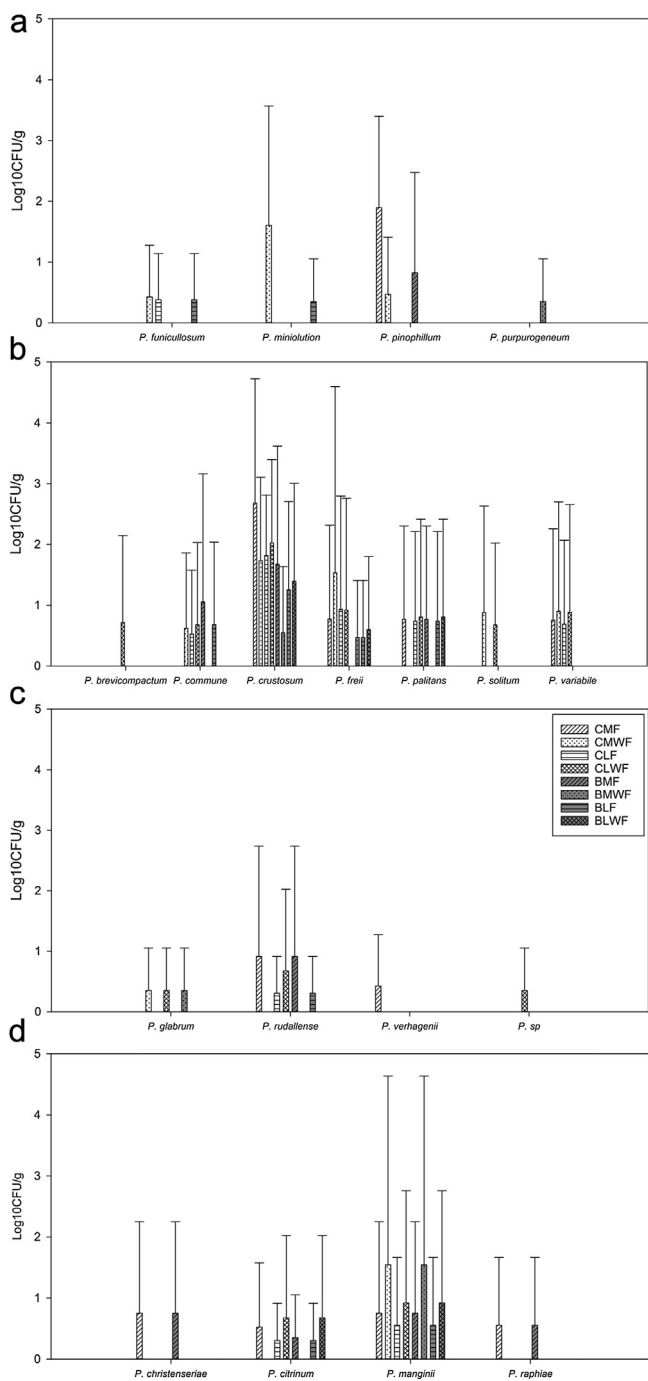 a
5
4
3
2
1
0
Log10CFU/g
P. funicullosum
P. miniolution
P. pinophillum
P. purpurogeneum
b
5
4
3
2
1
0
Log10CFU/g
P. brevicompactum
P. commune
P. crustosum
P. freii
P. palitans
P. solitum
P. variabile
c
5
4
3
2
1
0
Log10CFU/g
CMF
CMWF
CLF
CLWF
BMF
BMWF
BLF
BLWF
P. glabrum
P. rudallense
P. verhagenii
P. sp
d
5
4
3
2
1
0
Log10CFU/g
P. christenseriae
P. citrinum
P. manginii
P. raphiae